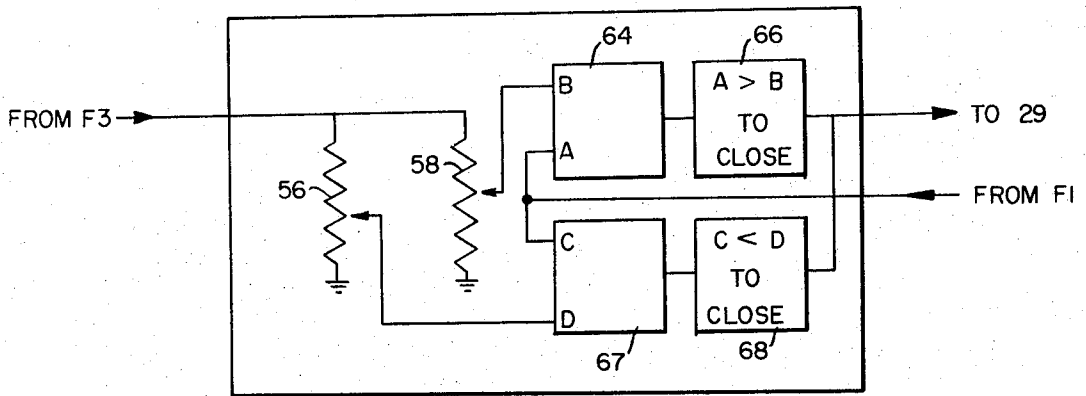 64
66
B
A > B
FROM F3
TO
TO 29
58
A
CLOSE
56
FROM F1
C
C < D
TO
D
CLOSE
67
68